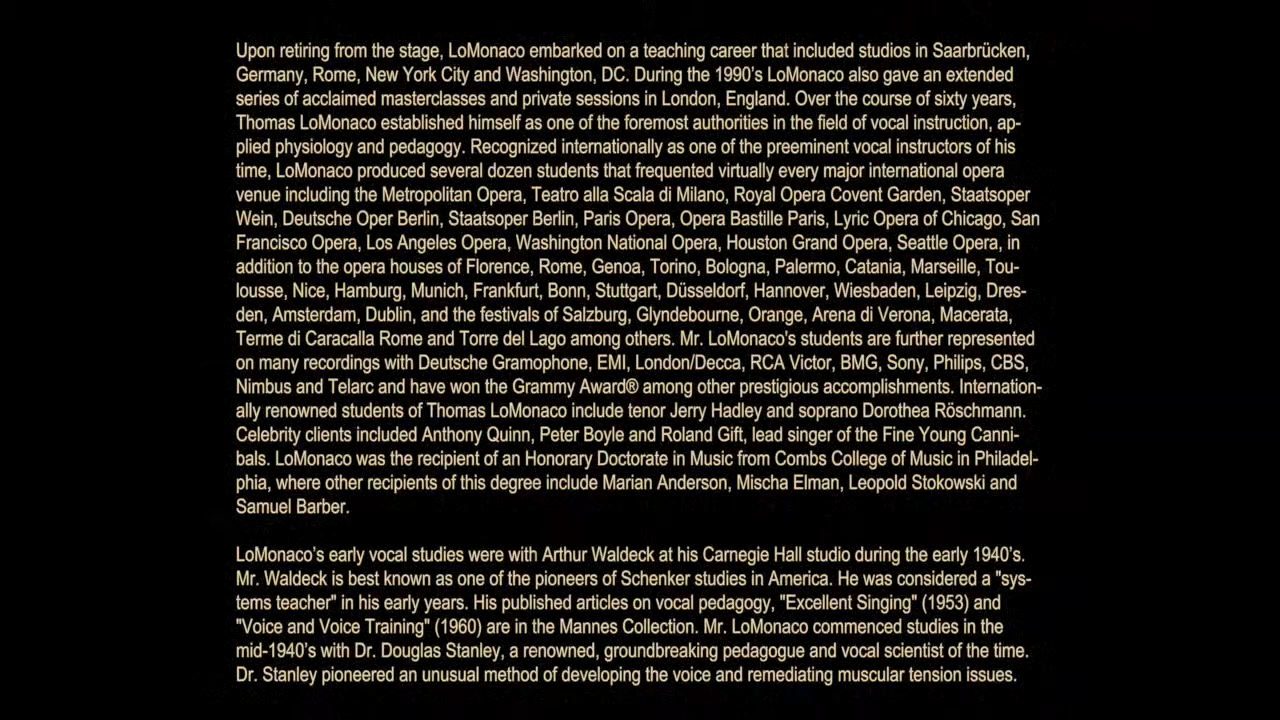 Upon retiring from the stage, LoMonaco embarked on a teaching career that included studios in Saarbrücken,
Germany, Rome, New York City and Washington, DC. During the 1990's LoMonaco also gave an extended
series of acclaimed masterclasses and private sessions in London, England. Over the course of sixty years,
Thomas LoMonaco established himself as one of the foremost authorities in the field of vocal instruction, ap-
plied physiology and pedagogy. Recognized internationally as one of the preeminent vocal instructors of his
time, LoMonaco produced several dozen students that frequented virtually every major international opera
venue including the Metropolitan Opera, Teatro alla Scala di Milano, Royal Opera Covent Garden, Staatsoper
Wein, Deutsche Oper Berlin, Staatsoper Berlin, Paris Opera, Opera Bastille Paris, Lyric Opera of Chicago, San
Francisco Opera, Los Angeles Opera, Washington National Opera, Houston Grand Opera, Seattle Opera, in
addition to the opera houses of Florence, Rome, Genoa, Torino, Bologna, Palermo, Catania, Marseille, Tou-
lousse, Nice, Hamburg, Munich, Frankfurt, Bonn, Stuttgart, Düsseldorf, Hannover, Wiesbaden, Leipzig, Dres-
den, Amsterdam, Dublin, and the festivals of Salzburg, Glyndebourne, Orange, Arena di Verona, Macerata,
Terme di Caracalla Rome and Torre del Lago among others. Mr. LoMonaco's students are further represented
on many recordings with Deutsche Gramophone, EMI, London/Decca, RCA Victor, BMG, Sony, Philips, CBS,
Nimbus and Telarc and have won the Grammy Award® among other prestigious accomplishments. Internation-
ally renowned students of Thomas LoMonaco include tenor Jerry Hadley and soprano Dorothea Röschmann.
Celebrity clients included Anthony Quinn, Peter Boyle and Roland Gift, lead singer of the Fine Young Canni-
bals. LoMonaco was the recipient of an Honorary Doctorate in Music from Combs College of Music in Philadel-
phia, where other recipients of this degree include Marian Anderson, Mischa Elman, Leopold Stokowski and
Samuel Barber.
LoMonaco's early vocal studies were with Arthur Waldeck at his Carnegie Hall studio during the early 1940's.
Mr. Waldeck is best known as one of the pioneers of Schenker studies in America. He was considered a "sys-
tems teacher" in his early years. His published articles on vocal pedagogy, "Excellent Singing" (1953) and
"Voice and Voice Training" (1960) are in the Mannes Collection. Mr. LoMonaco commenced studies in the
mid-1940's with Dr. Douglas Stanley, a renowned, groundbreaking pedagogue and vocal scientist of the time.
Dr. Stanley pioneered an unusual method of developing the voice and remediating muscular tension issues.